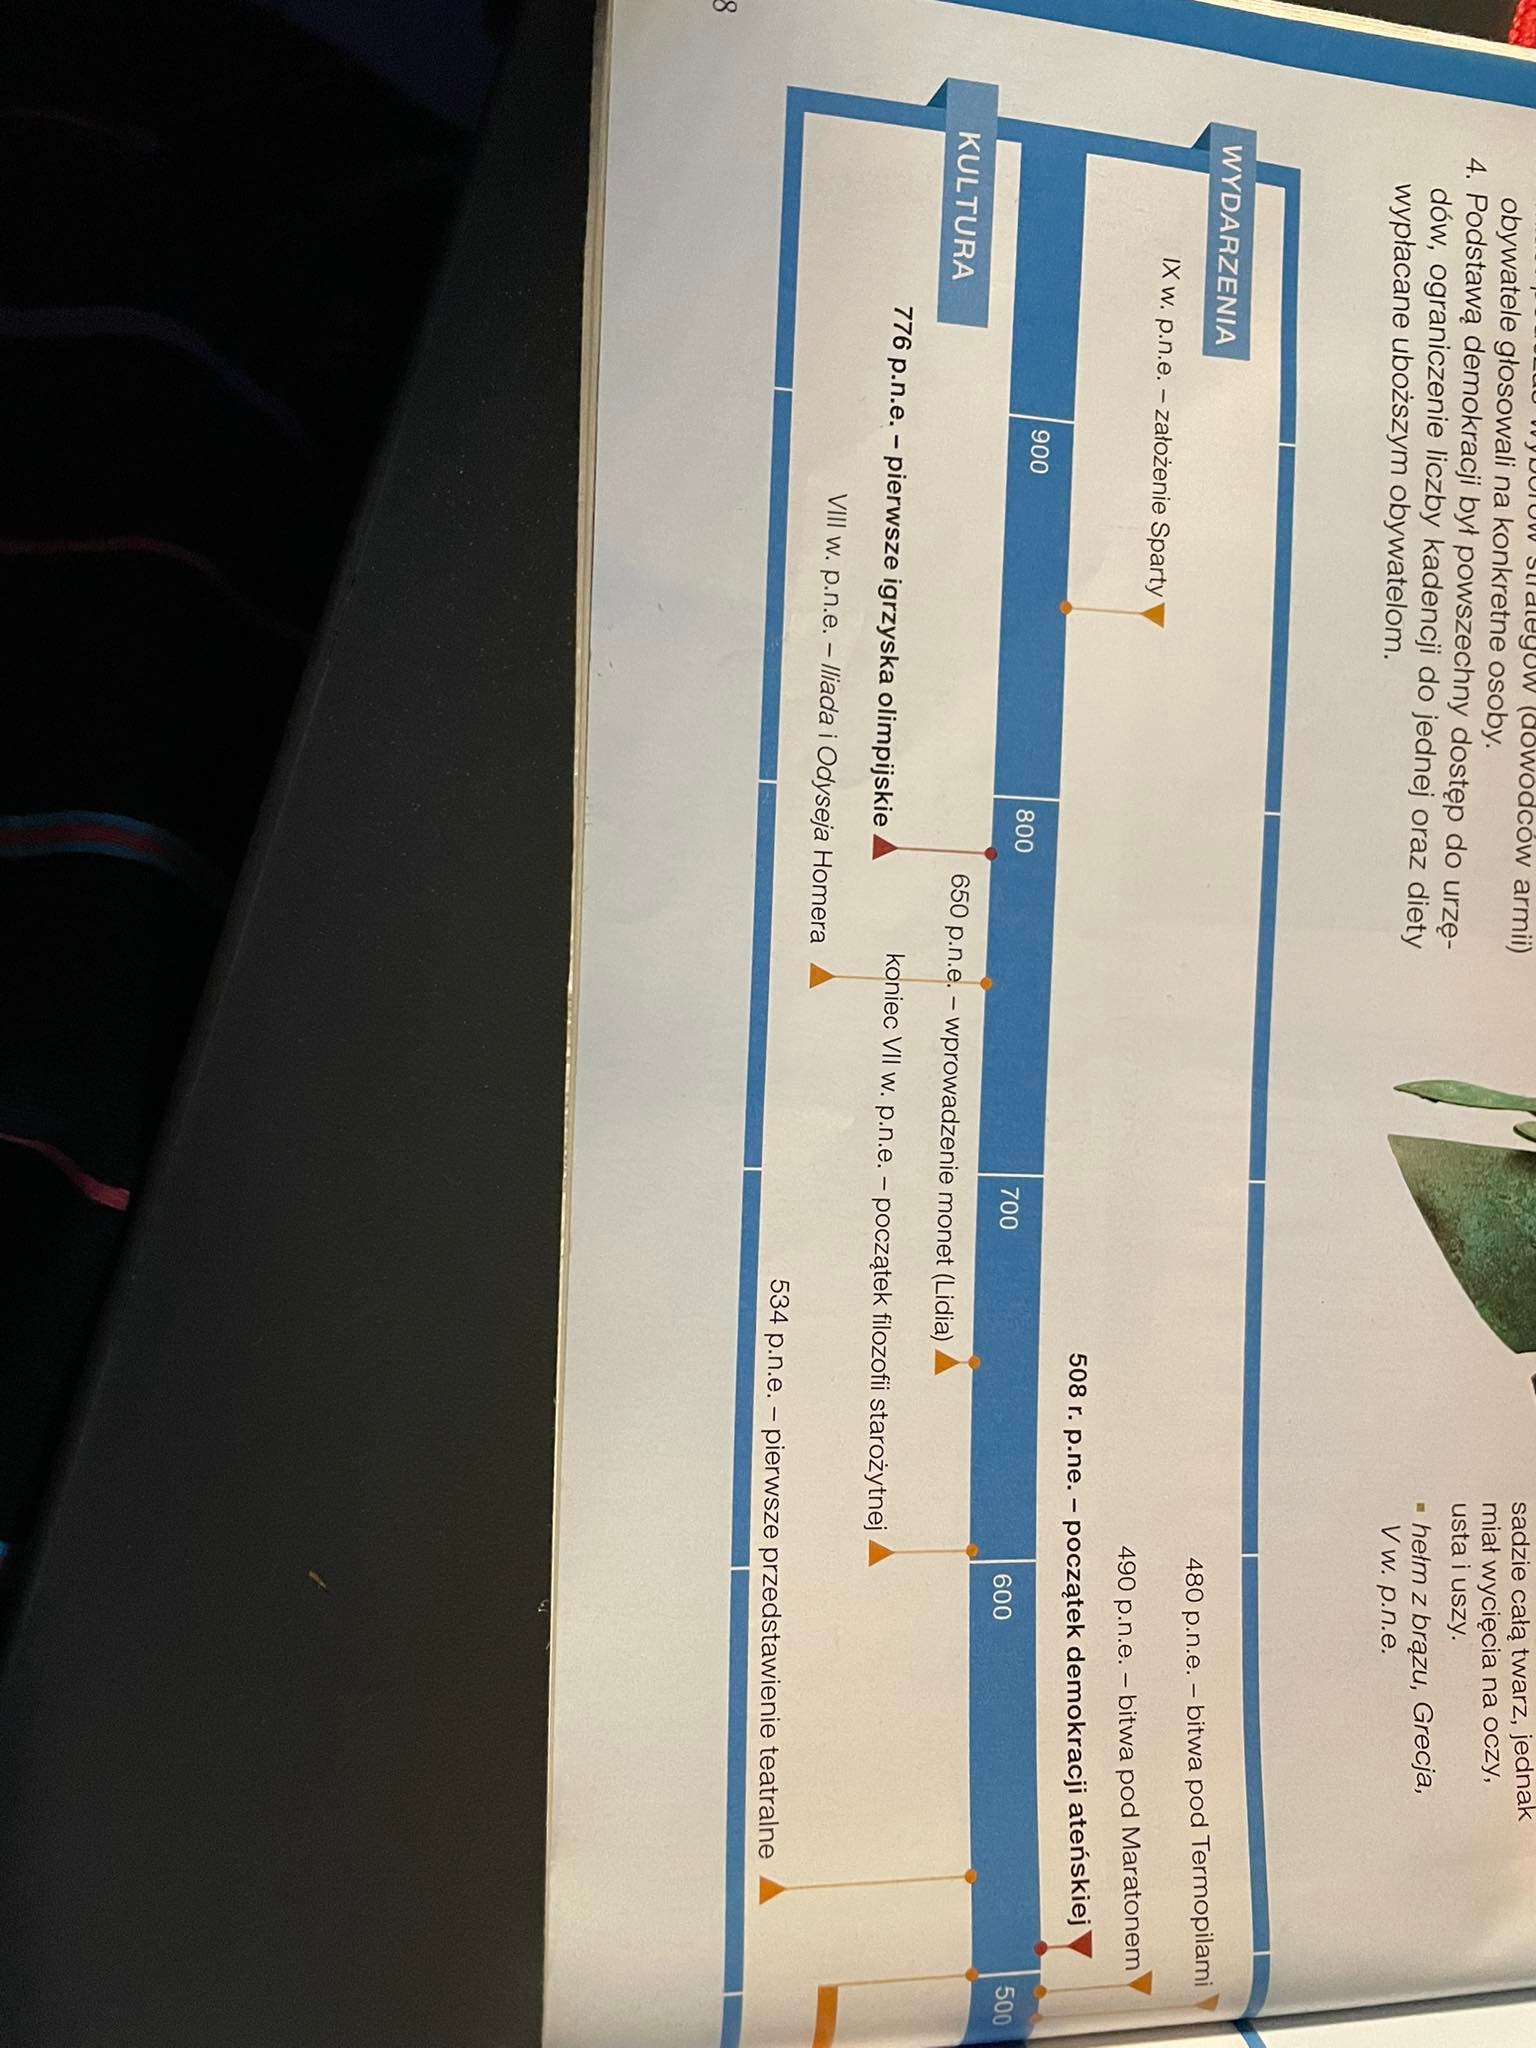 strategów (dowódców armii)
obywatele głosowali na konkretne osoby.
4. Podstawą demokracji był powszechny dostęp do urzę-
dów, ograniczenie liczby kadencji do jednej oraz diety
wypłacane uboższym obywatelom.
sadzie całą twarz, jednak
miał wycięcia na oczy,
usta i uszy.
▪ hełm z brązu, Grecja,
V w. p.n.e.
WYDARZENIA
480 p.n.e. – bitwa pod Termopilami
IX w. p.n.e. – założenie Sparty
490 p.n.e. – bitwa pod Maratonem
508 r. p.ne. – początek demokracji ateńskiej
900 800 700 600 500
KULTURA
650 p.n.e. – wprowadzenie monet (Lidia)
776 p.n.e. – pierwsze igrzyska olimpijskie
koniec VII w. p.n.e. – początek filozofii starożytnej
VIII w. p.n.e. – Iliada i Odyseja Homera
534 p.n.e. – pierwsze przedstawienie teatralne
8